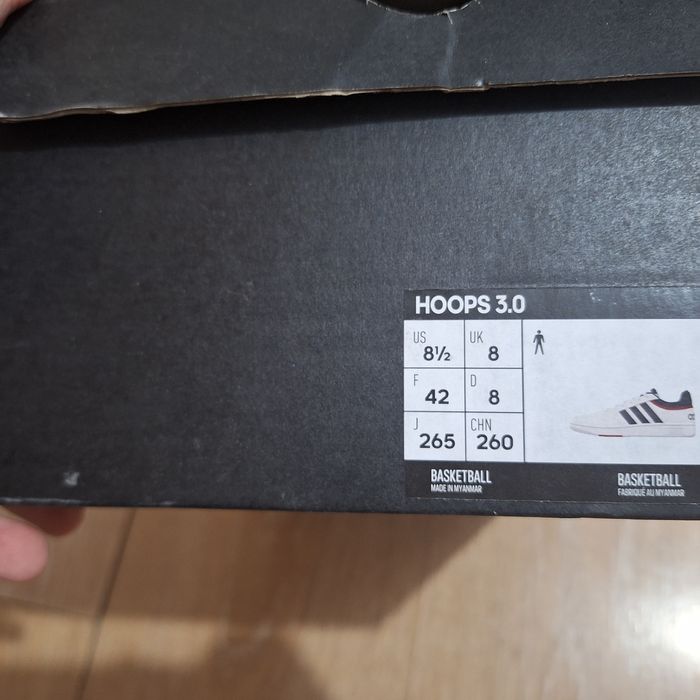 HOOPS 3.0
US UK
8½ 8
F D
42 8
J CHN
265 260
BASKETBALL BASKETBALL
MADE IN MYANMAR FABRIQUÉ AU MYANMAR